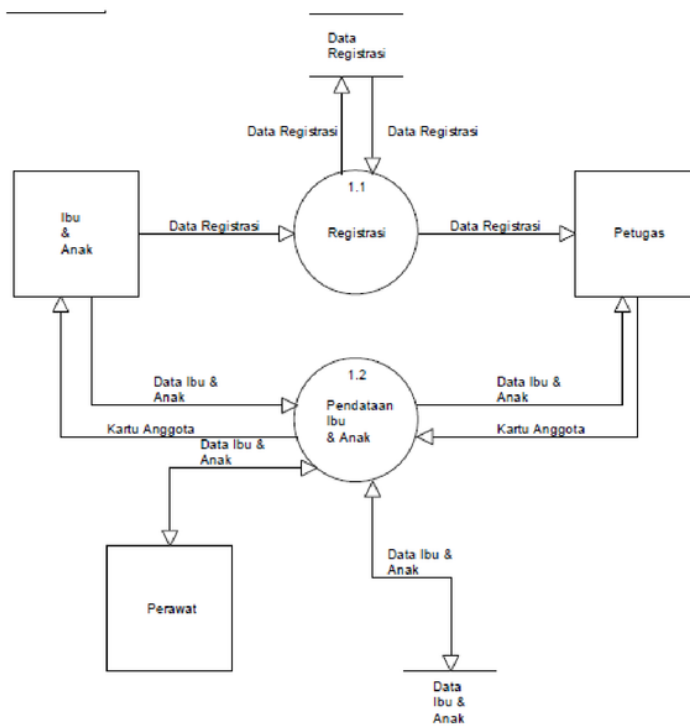 Data
Registrasi
Data Registrasi
Data Registrasi
1.1
Ibu
&
Anak
Data Registrasi
Registrasi
Data Registrasi
Petugas
1.2
Data Ibu &
Anak
Pendataan
Ibu
& Anak
Data Ibu &
Anak
Kartu Anggota
Kartu Anggota
Data Ibu &
Anak
Data Ibu &
Anak
Perawat
Data
Ibu &
Anak